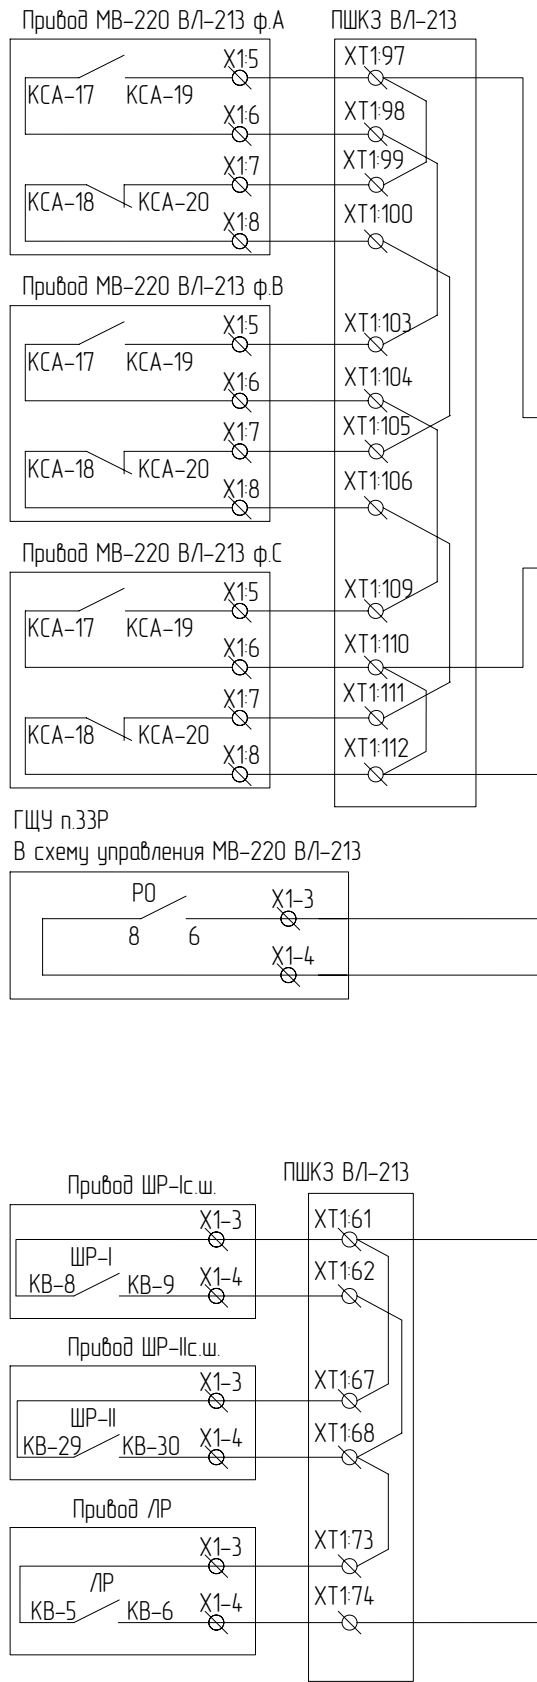 Привод МВ-220 ВЛ-213 ф.А ПШКЗ ВЛ-213
Х1:5 ХТ1:97
КСА-17 КСА-19
Х1:6 ХТ1:98
Х1:7 ХТ1:99
КСА-18 КСА-20
Х1:8 ХТ1:100
Привод МВ-220 ВЛ-213 ф.В
Х1:5 ХТ1:103
КСА-17 КСА-19
Х1:6 ХТ1:104
Х1:7 ХТ1:105
КСА-18 КСА-20
Х1:8 ХТ1:106
Привод МВ-220 ВЛ-213 ф.С
Х1:5 ХТ1:109
КСА-17 КСА-19
Х1:6 ХТ1:110
Х1:7 ХТ1:111
КСА-18 КСА-20
Х1:8 ХТ1:112
ГЩУ п.33Р
В схему управления МВ-220 ВЛ-213
РО Х1-3
8 6
Х1-4
Привод ШР-Iс.ш. ПШКЗ ВЛ-213
Х1-3 ХТ1:61
ШР-I
КВ-8 КВ-9 Х1-4 ХТ1:62
Привод ШР-IIс.ш.
Х1-3 ХТ1:67
ШР-II
КВ-29 КВ-30 Х1-4 ХТ1:68
Привод ЛР
Х1-3 ХТ1:73
ЛР
КВ-5 КВ-6 Х1-4 ХТ1:74